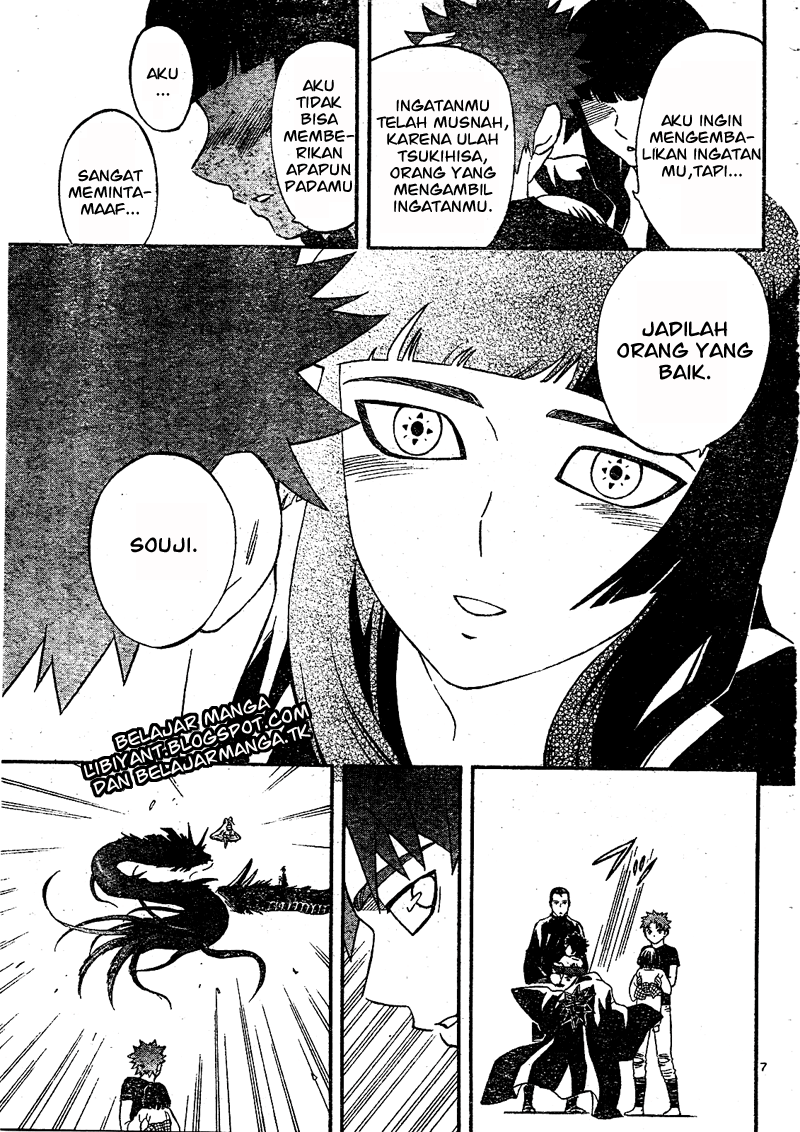 AKU INGIN
MENGEMBA-
LIKAN INGATAN
MU,TAPI...
INGATANMU
TELAH MUSNAH,
KARENA ULAH
TSUKIHISA,
ORANG YANG
MENGAMBIL
INGATANMU.
AKU
TIDAK
BISA
MEMBE-
RIKAN
APAPUN
PADAMU
AKU
...
SANGAT
MEMINTA-
MAAF...
JADILAH
ORANG YANG
BAIK.
SOUJI.
BELAJAR MANGA
LIBIYANT.BLOGSPOT.COM
DAN BELAJARMANGA.TK
7